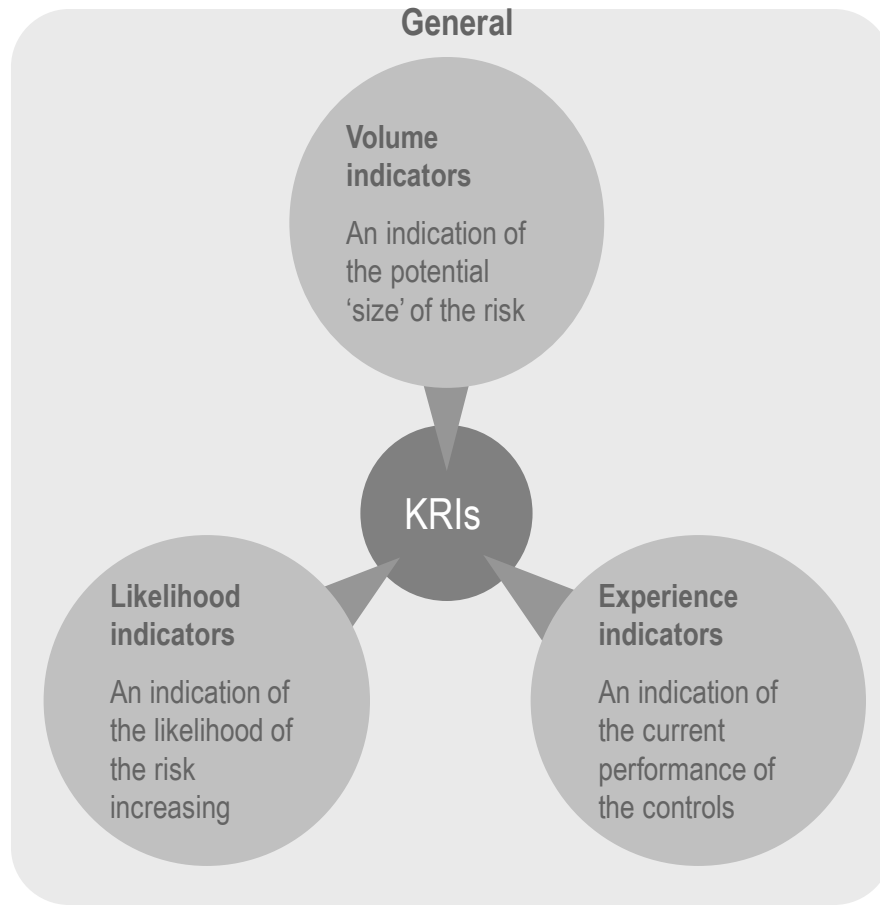 General
Volume
indicators
An indication of
the potential
‘size’ of the risk
KRIs
Likelihood
indicators
An indication of
the likelihood of
the risk
increasing
Experience
indicators
An indication of
the current
performance of
the controls